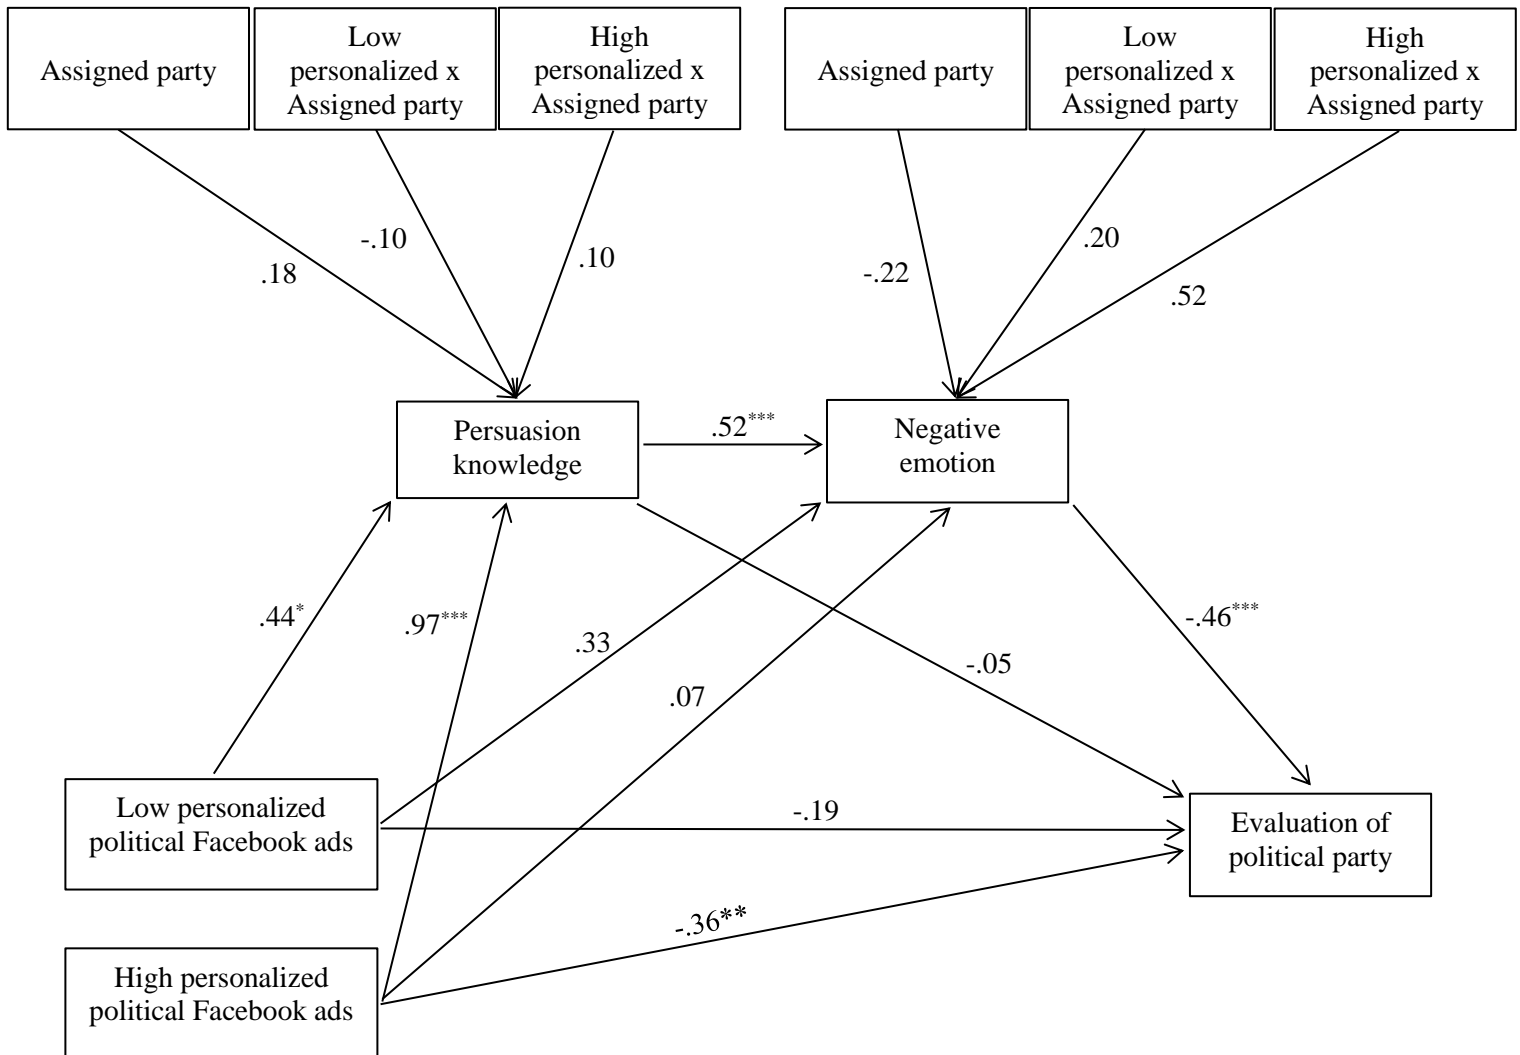 Assigned party
Low
personalized x
Assigned party
High
personalized x
Assigned party
Assigned party
Low
personalized x
Assigned party
High
personalized x
Assigned party
-.10
.18
.10
-.22
.20
.52
Persuasion
knowledge
.52***
Negative
emotion
.44*
.97***
.33
.07
-.05
-.46***
Low personalized
political Facebook ads
-.19
Evaluation of
political party
-.36**
High personalized
political Facebook ads